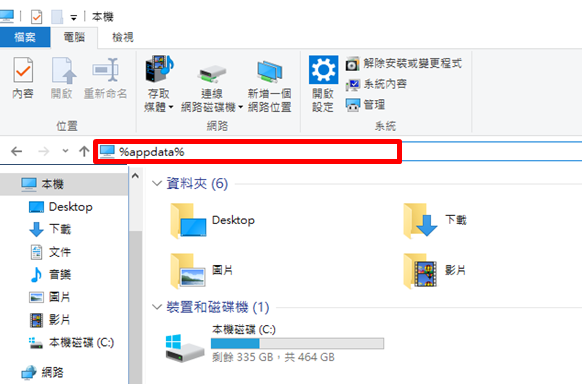 本機
檔案
電腦
檢視
內容
開啟
重新命名
位置
存取
媒體
連線
網路磁碟機
新增一個
網路位置
網路
開啟
設定
解除安裝或變更程式
系統內容
管理
系統
%appdata%
本機
Desktop
下載
文件
音樂
圖片
影片
本機磁碟 (C:)
網路
資料夾 (6)
Desktop
下載
圖片
影片
裝置和磁碟機 (1)
本機磁碟 (C:)
剩餘 335 GB，共 464 GB